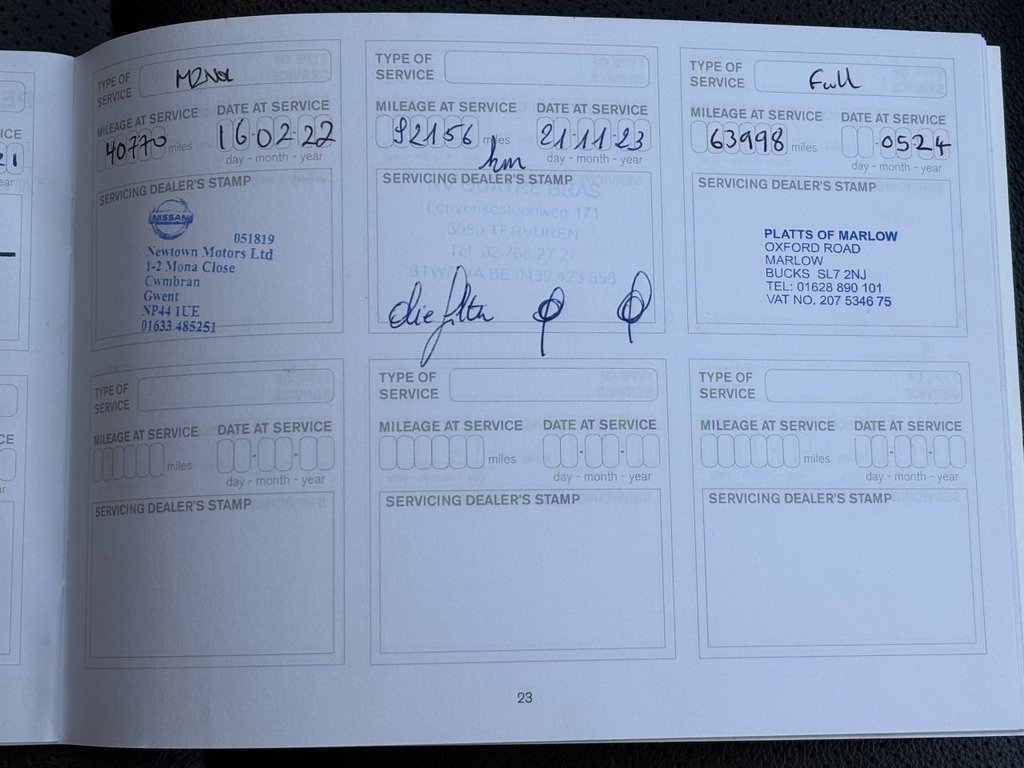 TYPE OF SERVICE
MILEAGE AT SERVICE
DATE AT SERVICE
40770 miles
16-02-22
day - month - year
SERVICING DEALER'S STAMP
NISSAN
051819
Newtown Motors Ltd
1-2 Mona Close
Cwmbran
Gwent
NP44 1UE
01633 485251
TYPE OF SERVICE
MILEAGE AT SERVICE
DATE AT SERVICE
92156 miles
km
21-11-23
day - month - year
SERVICING DEALER'S STAMP
QUATRE BRAS
Leuvensesteenweg 171
3080 TERVUREN
Tel. 02 768 27 27
BTW/TVA BE 0439 423 850
olie filter
TYPE OF SERVICE
Full
MILEAGE AT SERVICE
DATE AT SERVICE
63998 miles
0524
day - month - year
SERVICING DEALER'S STAMP
PLATTS OF MARLOW
OXFORD ROAD
MARLOW
BUCKS SL7 2NJ
TEL: 01628 890 101
VAT NO. 207 5346 75
TYPE OF SERVICE
MILEAGE AT SERVICE
DATE AT SERVICE
miles
day - month - year
SERVICING DEALER'S STAMP
TYPE OF SERVICE
MILEAGE AT SERVICE
DATE AT SERVICE
miles
day - month - year
SERVICING DEALER'S STAMP
TYPE OF SERVICE
MILEAGE AT SERVICE
DATE AT SERVICE
miles
day - month - year
SERVICING DEALER'S STAMP
23